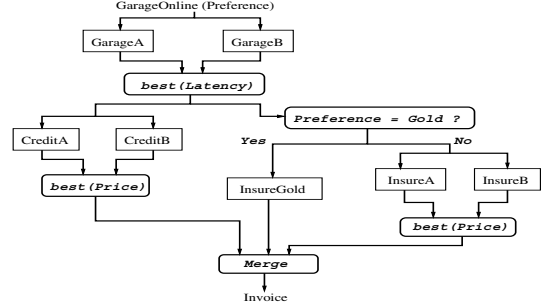 GarageOnline (Preference)
GarageA
GarageB
best(Latency)
Preference = Gold ?
CreditA
CreditB
Yes
No
InsureGold
InsureA
InsureB
best(Price)
best(Price)
Merge
Invoice